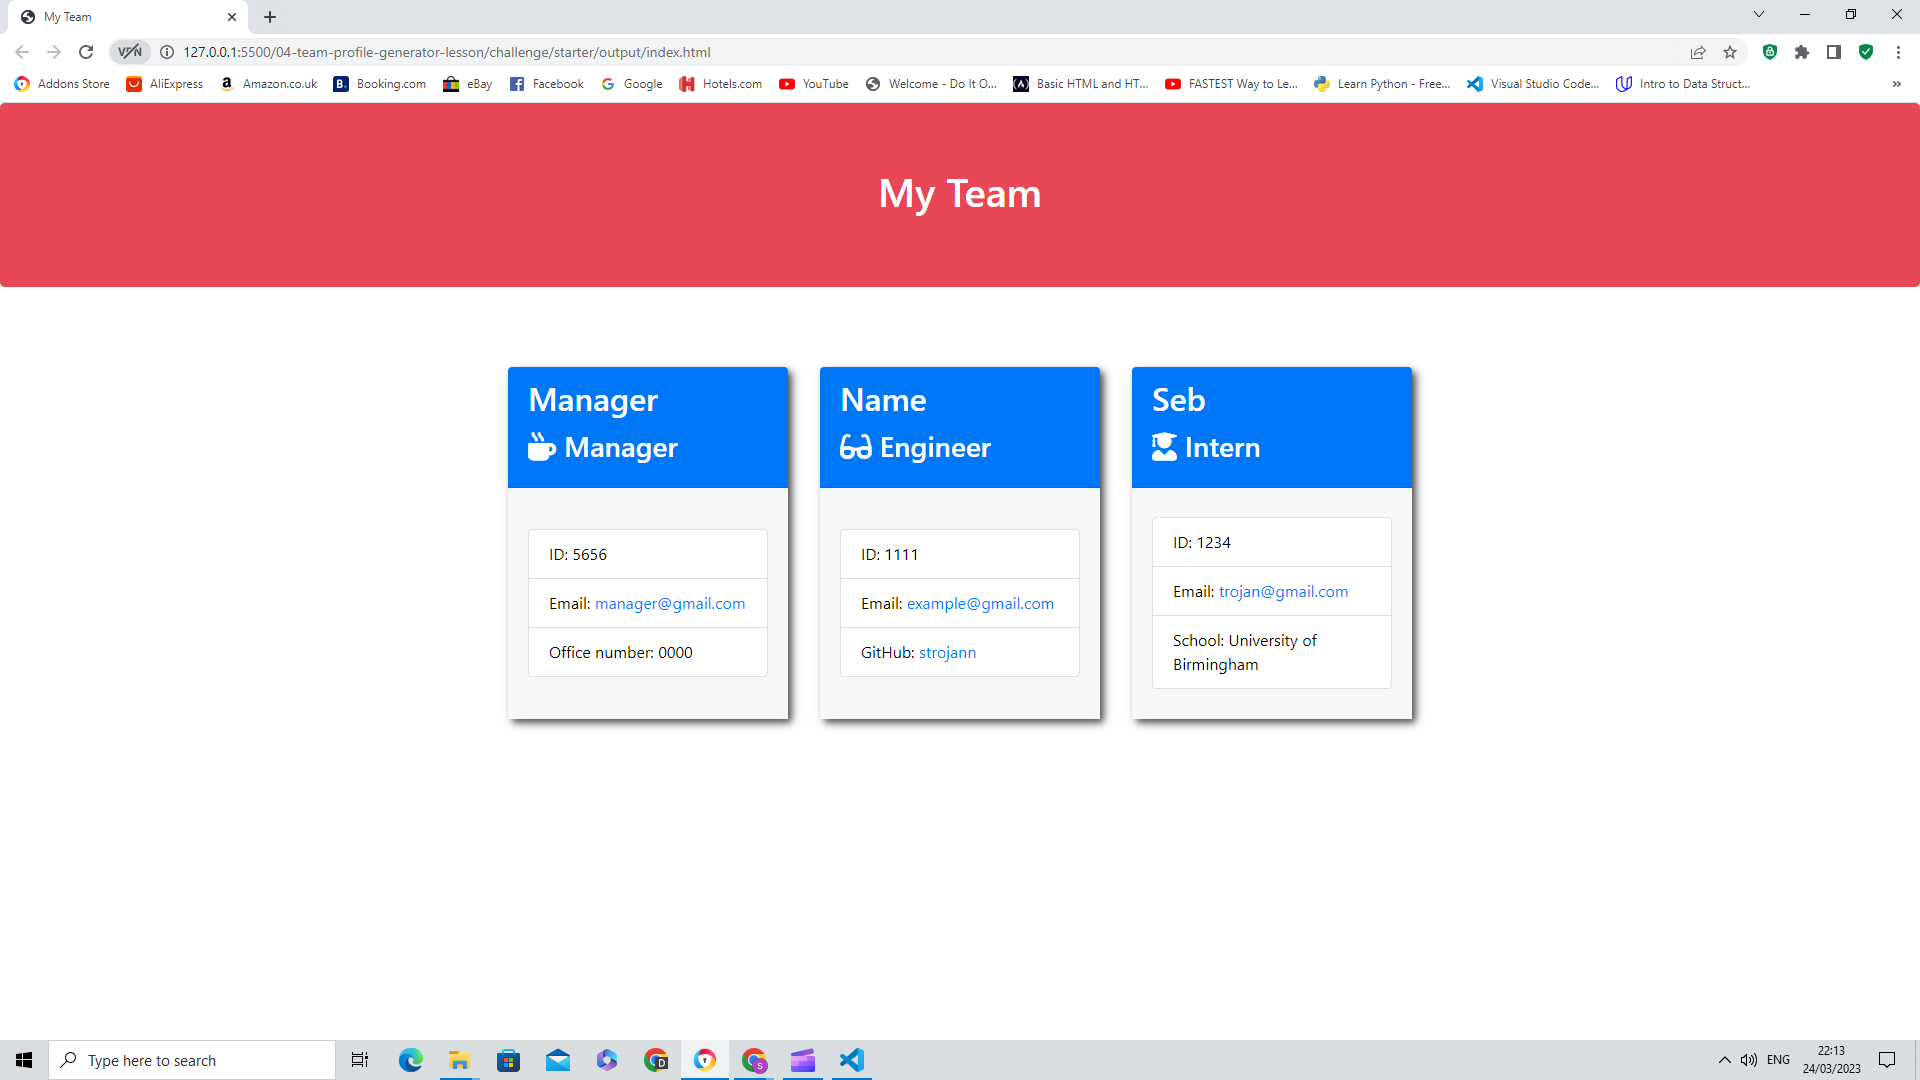 My Team
VPN
127.0.0.1:5500/04-team-profile-generator-lesson/challenge/starter/output/index.html
Addons Store AliExpress Amazon.co.uk Booking.com eBay Facebook Google Hotels.com YouTube Welcome - Do It O... Basic HTML and HT... FASTEST Way to Le... Learn Python - Free... Visual Studio Code... Intro to Data Struct... »
My Team
Manager
Manager
ID: 5656
Email: manager@gmail.com
Office number: 0000
Name
Engineer
ID: 1111
Email: example@gmail.com
GitHub: strojann
Seb
Intern
ID: 1234
Email: trojan@gmail.com
School: University of
Birmingham
Type here to search
ENG
22:13
24/03/2023